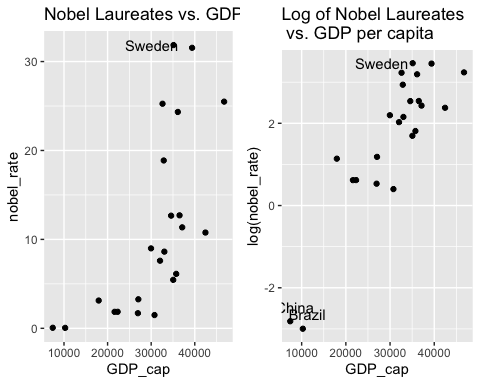 Nobel Laureates vs. GDP
Sweden
30
20
10
0
nobel_rate
10000 20000 30000 40000
GDP_cap
Log of Nobel Laureates
vs. GDP per capita
Sweden
2
0
-2
log(nobel_rate)
China
Brazil
10000 20000 30000 40000
GDP_cap